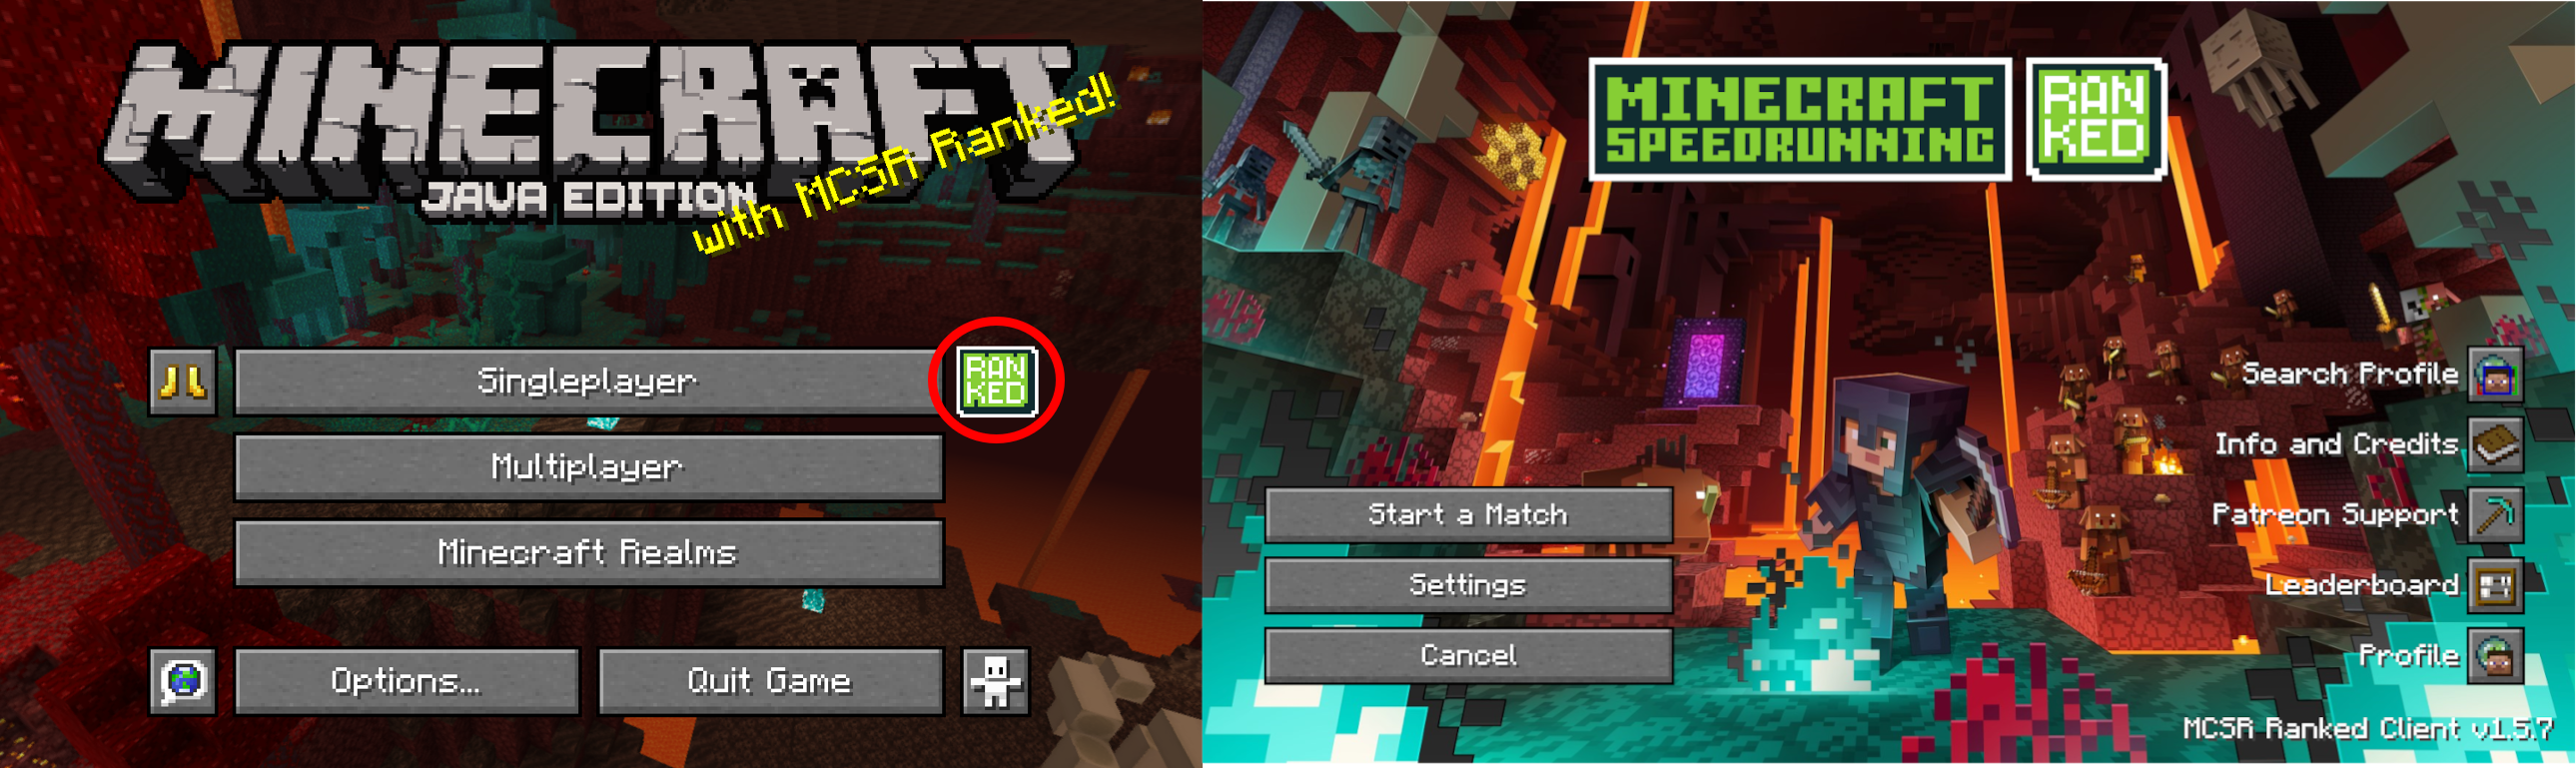 MINECRAFT
JAVA EDITION
with MCSR Ranked!
Singleplayer
RAN
KED
Multiplayer
Minecraft Realms
Options...
Quit Game
MINECRAFT
SPEEDRUNNING
RAN
KED
Start a Match
Settings
Cancel
Search Profile
Info and Credits
Patreon Support
Leaderboard
Profile
MCSR Ranked Client v1.5.7